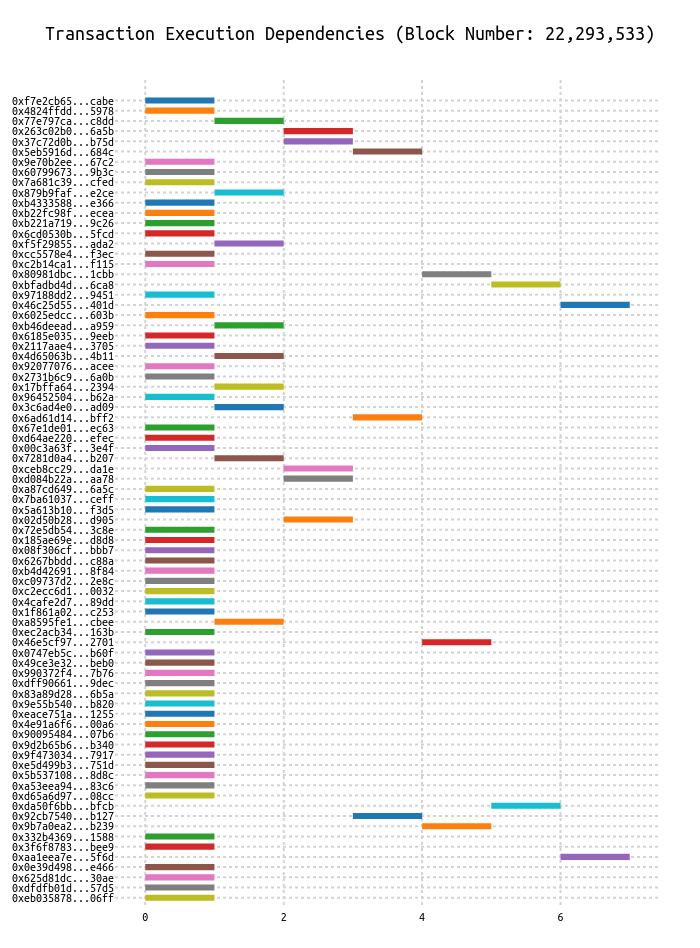 Transaction Execution Dependencies (Block Number: 22,293,533)
0xf7e2cb65...cabe
0x4824ffdd...5978
0x77e797ca...c8dd
0x263c02b0...6a5b
0x37c72d0b...b75d
0x5eb5916d...684c
0x9e70b2ee...67c2
0x60799673...9b3c
0x7a681c39...cfed
0x879b9faf...e2ce
0xb4333588...e366
0xb22fc98f...ecea
0xb221a719...9c26
0x6cd0530b...5fcd
0xf5f29855...ada2
0xcc5578e4...f3ec
0xc2b14ca1...f115
0x80981dbc...1cbb
0xbfadbd4d...6ca8
0x97188dd2...9451
0x46c25d55...401d
0x6025edcc...603b
0xb46deead...a959
0x6185e035...9eeb
0x2117aae4...3705
0x4d65063b...4b11
0x92077076...acee
0x2731b6c9...6a0b
0x17bffa64...2394
0x96452504...b62a
0x3c6ad4e0...ad09
0x6ad61d14...bff2
0x67e1de01...ec63
0xd64ae220...efec
0x00c3a63f...3e4f
0x7281d0a4...b207
0xceb8cc29...da1e
0xd084b22a...aa78
0xa87cd649...6a5c
0x7ba61037...ceff
0x5a613b10...f3d5
0x02d50b28...d905
0x72e5db54...3c8e
0x185ae69e...d8d8
0x08f306cf...bbb7
0x6267bbdd...c88a
0xb4d42691...8f84
0xc09737d2...2e8c
0xc2ecc6d1...0032
0x4cafe2d7...89dd
0x1f861a02...c253
0xa8595fe1...cbee
0xec2acb34...163b
0x46e5cf97...2701
0x0747eb5c...b60f
0x49ce3e32...beb0
0x990372f4...7b76
0xdff90661...9dec
0x83a89d28...6b5a
0x9e55b540...b820
0xeace751a...1255
0x4e91a6f6...00a6
0x90095484...07b6
0x9d2b65b6...b340
0x9f473034...7917
0xe5d499b3...751d
0x5b537108...8d8c
0xa53eea94...83c6
0xd65a6d97...08cc
0xda50f6bb...bfcb
0x92cb7540...b127
0x9b7a0ea2...b239
0x332b4369...1588
0x3f6f8783...bee9
0xaa1eea7e...5f6d
0x0e39d498...e466
0x625d81dc...30ae
0xdfdfb01d...57d5
0xeb035878...06ff
0 2 4 6